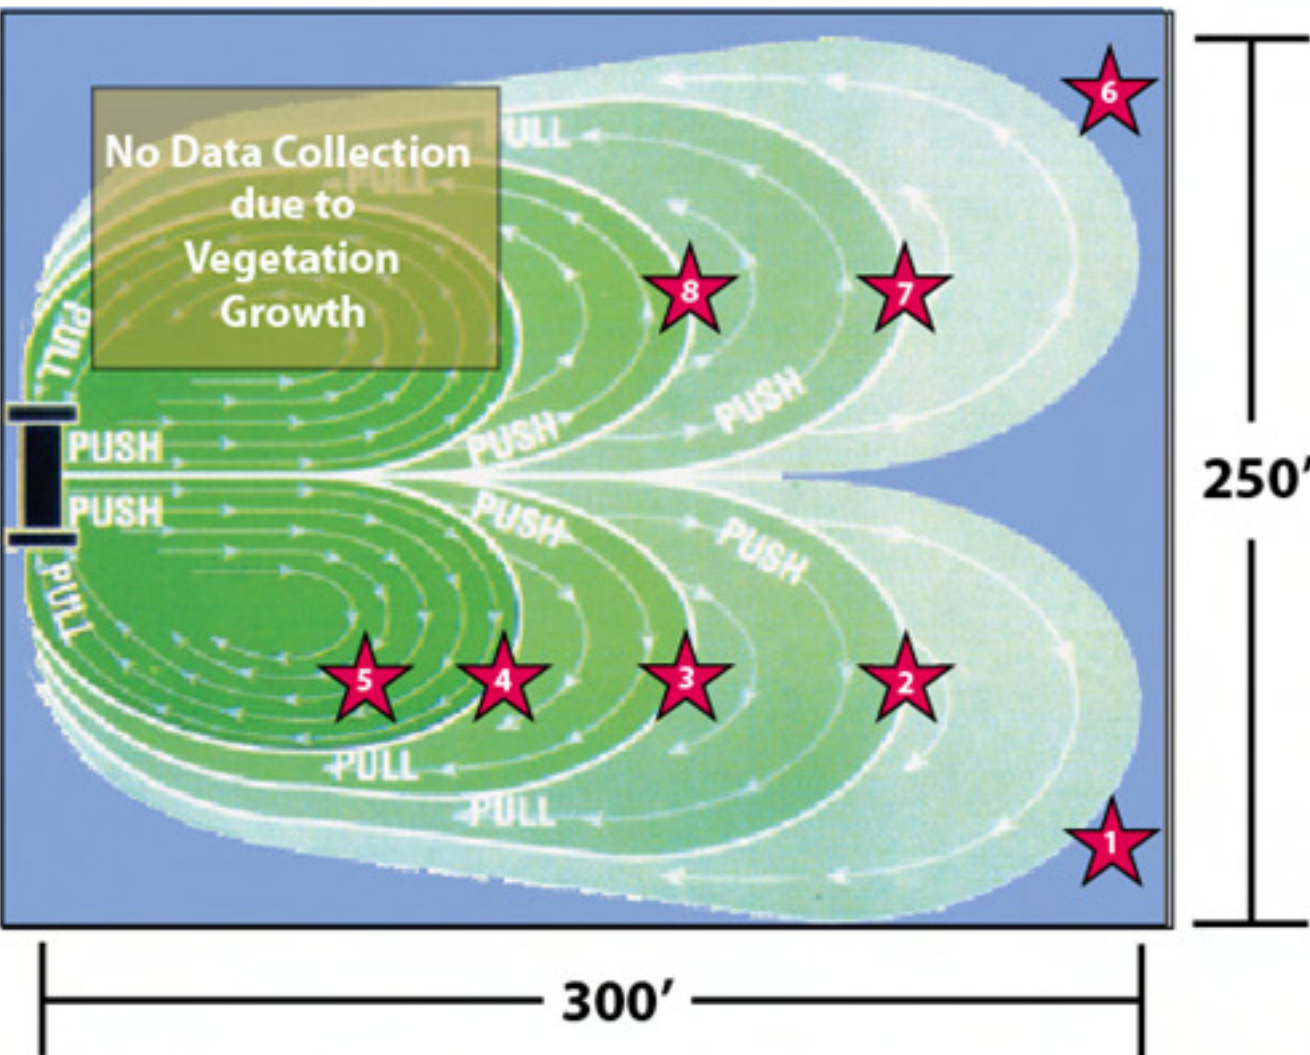 6
No Data Collection
due to
Vegetation
Growth
PULL
PULL
8
7
PULL
PUSH
PUSH
PUSH
250’
PUSH
PUSH
PUSH
PULL
5
4
3
2
PULL
PULL
1
300’